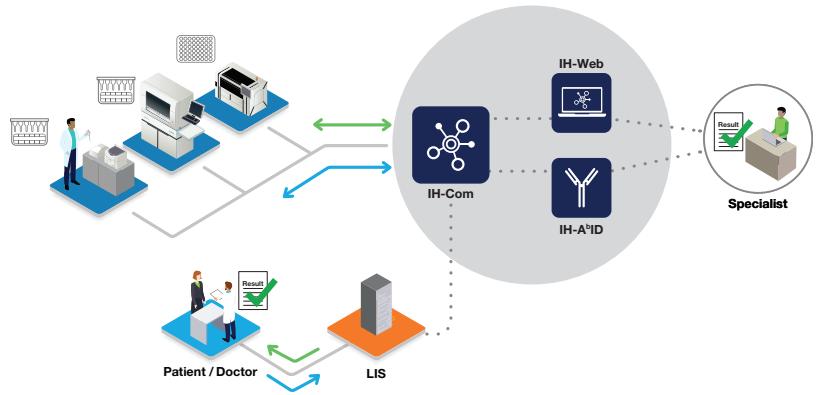 IH-Web
IH-Com
IH-AᵇID
Result
Specialist
Result
Patient / Doctor
LIS